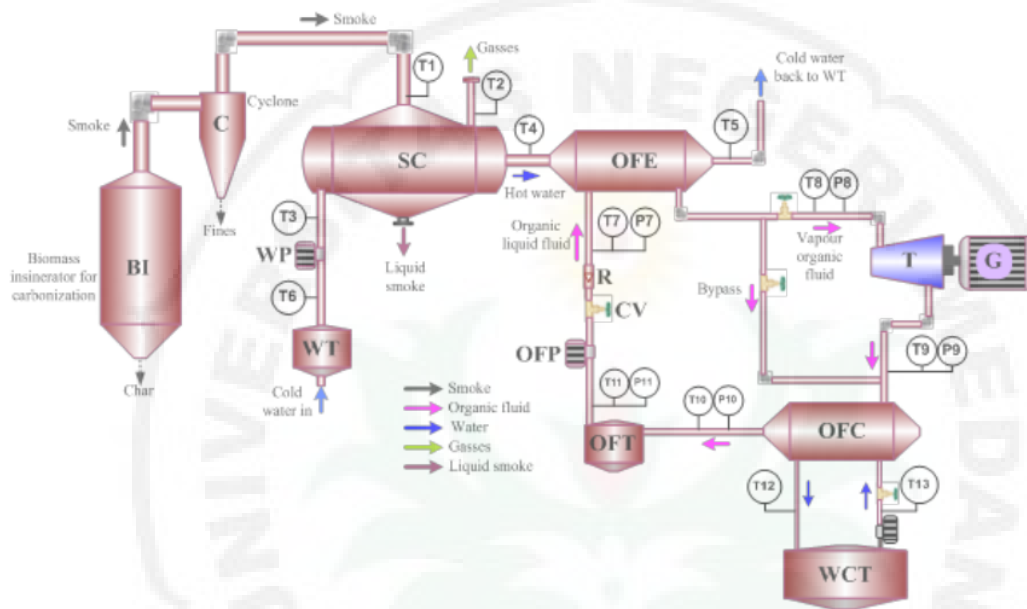 Smoke
Gasses
Cold water
back to WT
T1
T2
Cyclone
Smoke
C
T4
T5
SC
OFE
Hot water
T3
T8
P8
Fines
Organic
liquid fluid
T7
P7
Vapour
organic
fluid
WP
Liquid
smoke
Biomass
insinerator for
carbonization
BI
T
G
R
Bypass
T6
CV
WT
OFP
T9
P9
Char
Smoke
Cold
water in
Organic fluid
T11
P11
T10
P10
Water
OFT
OFC
Gasses
Liquid smoke
T12
T13
WCT
UNIVERSITAS NEGERI MEDAN